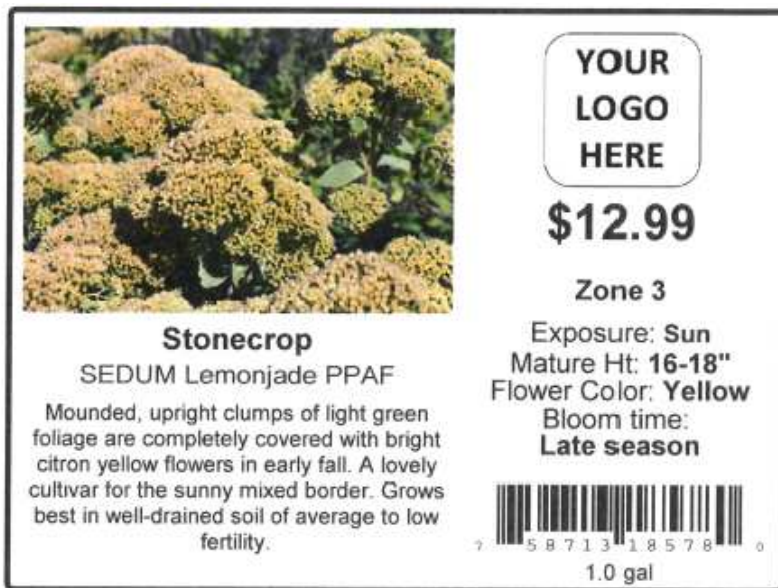 YOUR
LOGO
HERE
$12.99
Zone 3
Exposure: Sun
Mature Ht: 16-18"
Flower Color: Yellow
Bloom time:
Late season
Stonecrop
SEDUM Lemonjade PPAF
Mounded, upright clumps of light green
foliage are completely covered with bright
citron yellow flowers in early fall. A lovely
cultivar for the sunny mixed border. Grows
best in well-drained soil of average to low
fertility.
7 58713 18578 0
1.0 gal